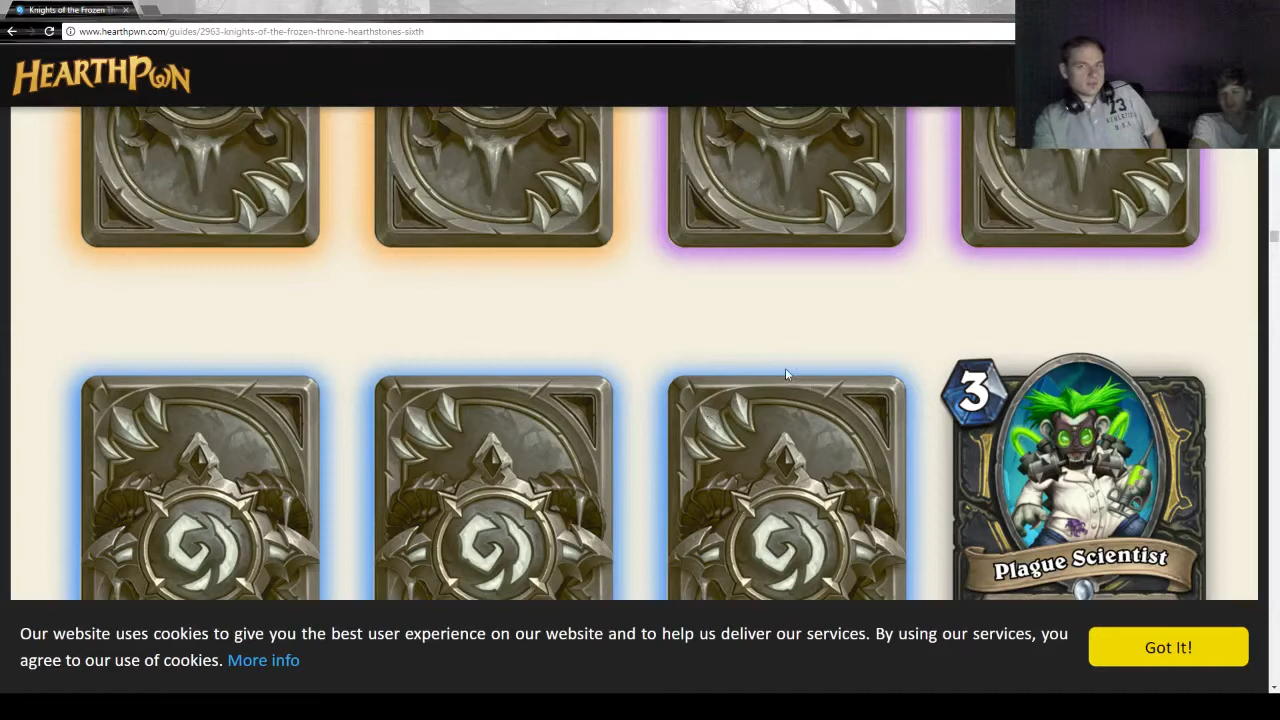 Knights of the Frozen Th
www.hearthpwn.com/guides/2963-knights-of-the-frozen-throne-hearthstones-sixth
HEARTHPWN
23
3
Plague Scientist
Our website uses cookies to give you the best user experience on our website and to help us deliver our services. By using our services, you
agree to our use of cookies. More info
Got It!